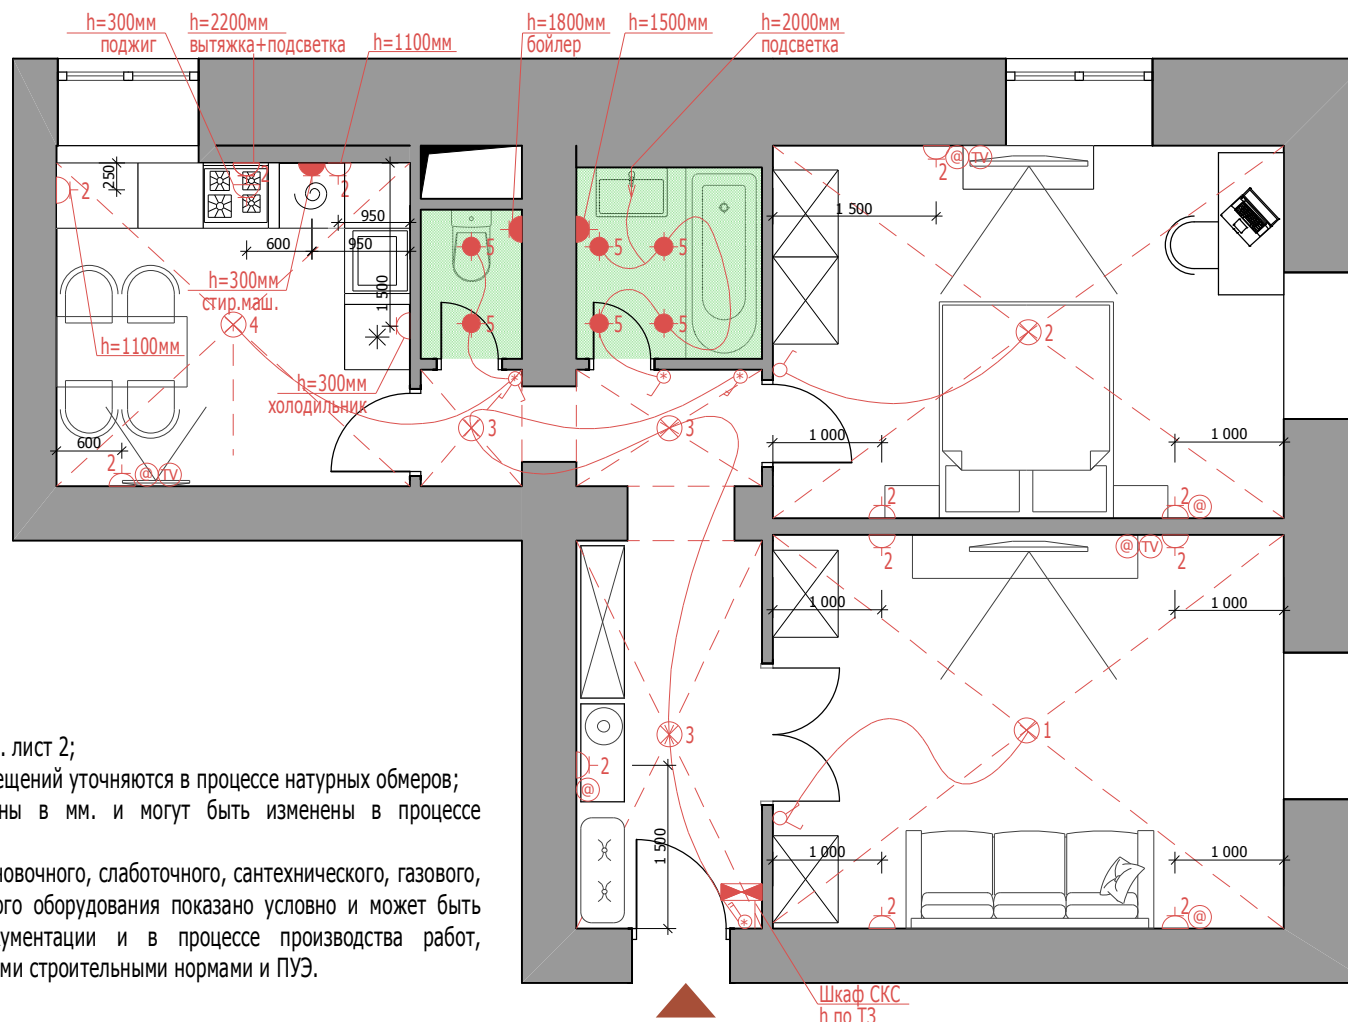 h=300мм
поджиг
h=2200мм
вытяжка+подсветка
h=1100мм
h=1800мм
бойлер
h=1500мм
h=2000мм
подсветка
250
2
2
2
950
600
950
h=300мм
стир.маш.
1 500
4
h=1100мм
h=300мм
холодильник
600
2
@
TV
5
5
5
5
5
5
3
3
@
TV
2
1 500
2
1 000
1 000
2
2
@
2
@
TV
2
1 000
1 000
1
3
2
@
1 500
1 000
1 000
2
2
@
Шкаф СКС
h по ТЗ
. лист 2;
ещений уточняются в процессе натурных обмеров;
ны в мм. и могут быть изменены в процессе
новочного, слаботочного, сантехнического, газового,
ого оборудования показано условно и может быть
кументации и в процессе производства работ,
ми строительными нормами и ПУЭ.